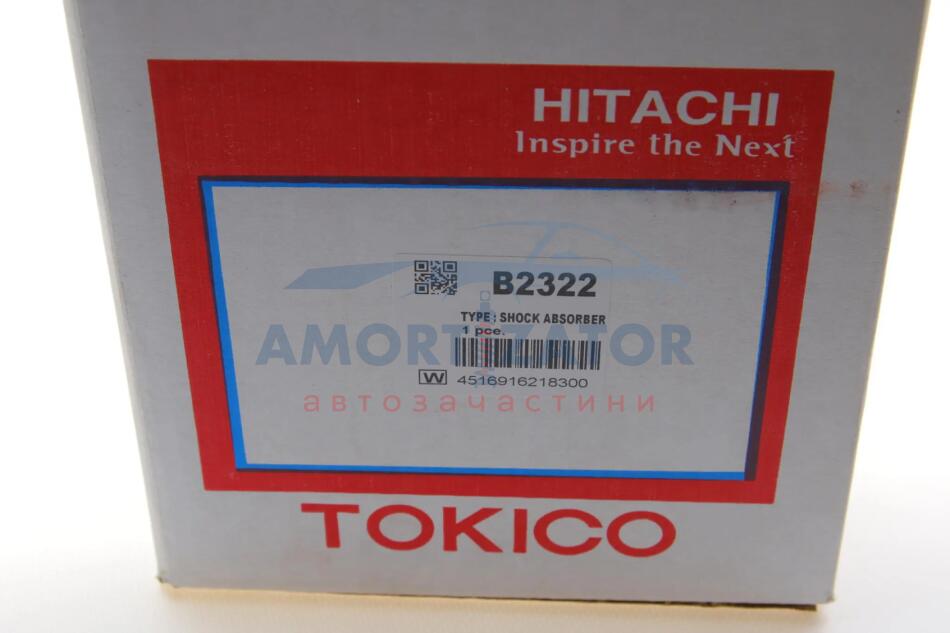 HITACHI
Inspire the Next
B2322
TYPE : SHOCK ABSORBER
1 pce.
AMORTIZATOR
W 4516916218300
автозачастини
TOKICO